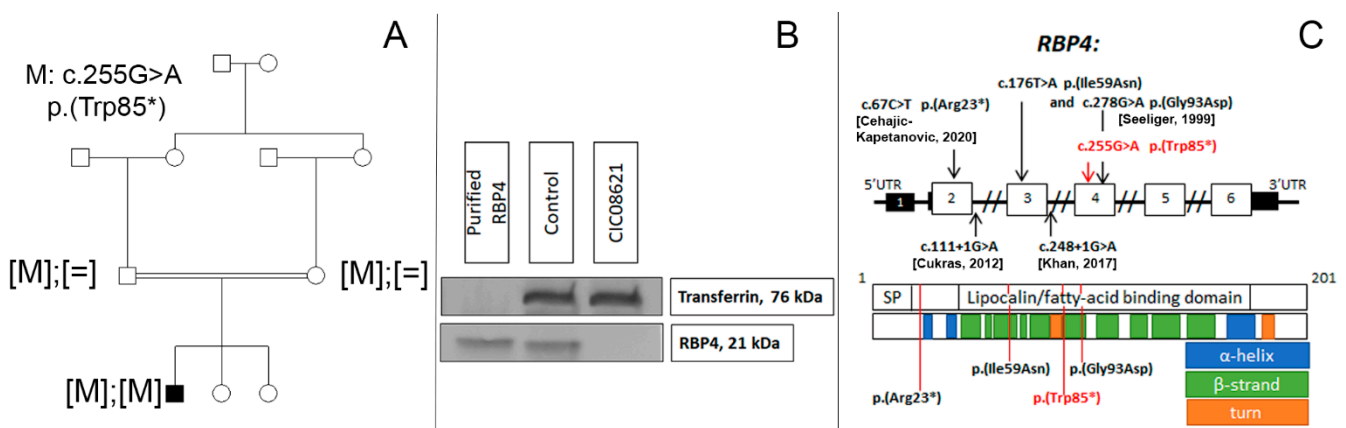 A
M: c.255G>A
p.(Trp85*)
[M];[=]
[M];[=]
[M];[M]
B
Purified
RBP4
Control
CIC08621
Transferrin, 76 kDa
RBP4, 21 kDa
C
RBP4:
c.176T>A p.(Ile59Asn)
and c.278G>A p.(Gly93Asp)
[Seeliger, 1999]
c.67C>T p.(Arg23*)
[Cehajic-
Kapetanovic, 2020]
c.255G>A p.(Trp85*)
5'UTR
3'UTR
1
2
3
4
5
6
c.111+1G>A
[Cukras, 2012]
c.248+1G>A
[Khan, 2017]
1
201
SP
Lipocalin/fatty-acid binding domain
p.(Ile59Asn)
p.(Gly93Asp)
p.(Arg23*)
p.(Trp85*)
α-helix
β-strand
turn